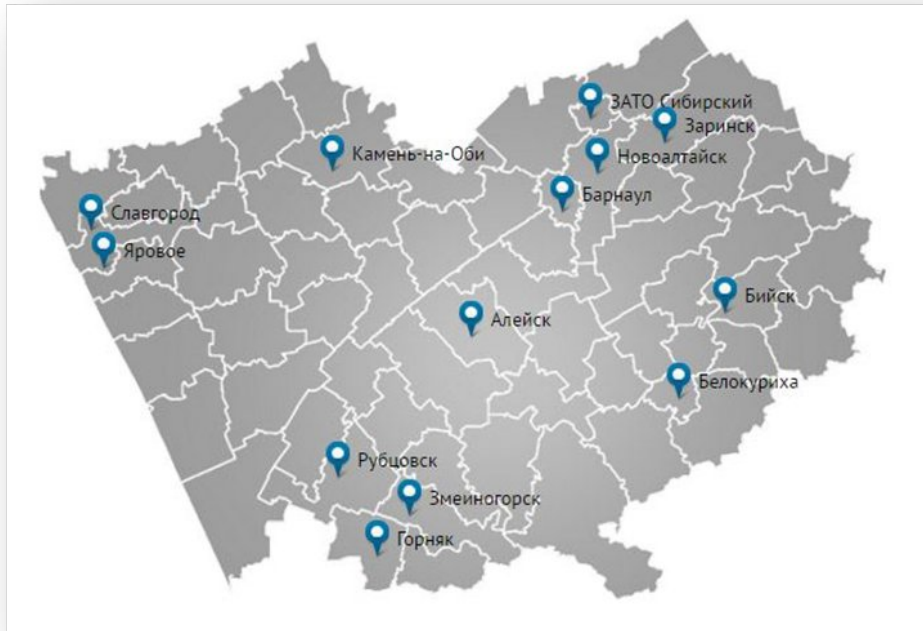 ЗАТО Сибирский
Заринск
Камень-на-Оби
Новоалтайск
Барнаул
Славгород
Яровое
Бийск
Алейск
Белокуриха
Рубцовск
Змеиногорск
Горняк